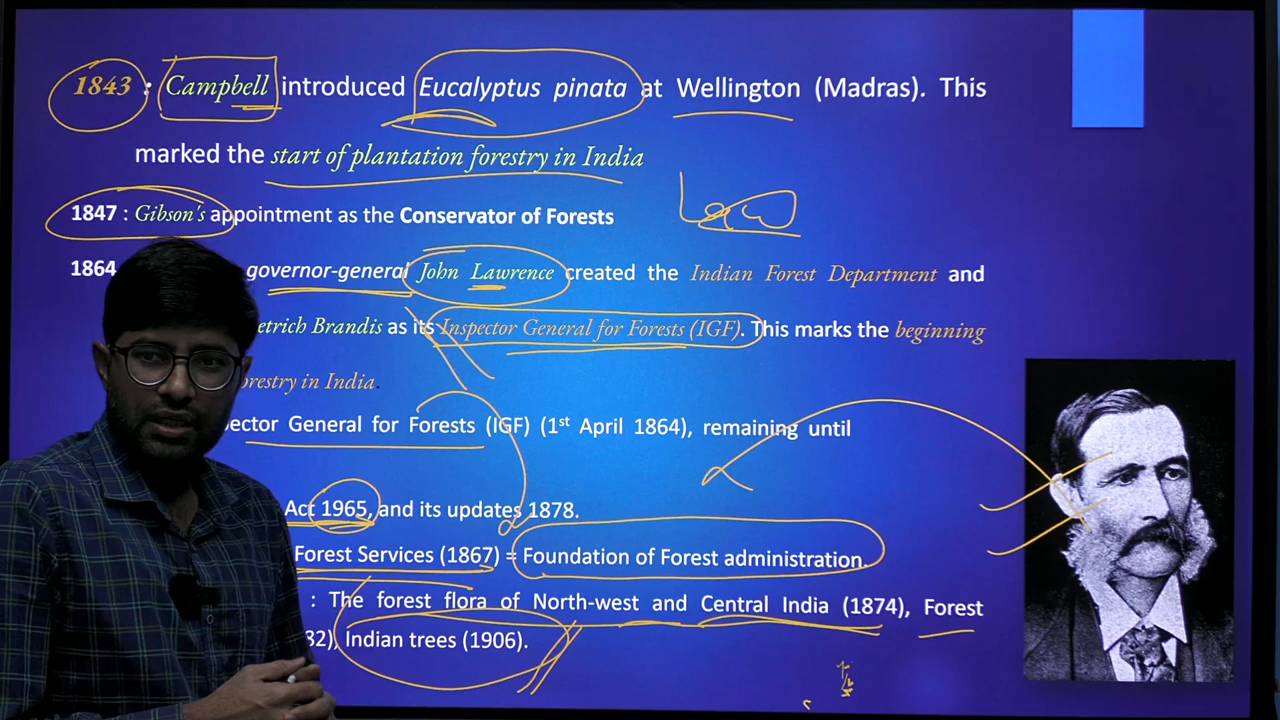 1843 : Campbell introduced Eucalyptus pinata at Wellington (Madras). This
marked the start of plantation forestry in India
1847 : Gibson's appointment as the Conservator of Forests
Law
1864 governor-general John Lawrence created the Indian Forest Department and
etrich Brandis as its Inspector General for Forests (IGF). This marks the beginning
orestry in India.
ector General for Forests (IGF) (1st April 1864), remaining until
Act 1965, and its updates 1878.
Forest Services (1867) = Foundation of Forest administration.
: The forest flora of North-west and Central India (1874), Forest
32), Indian trees (1906).